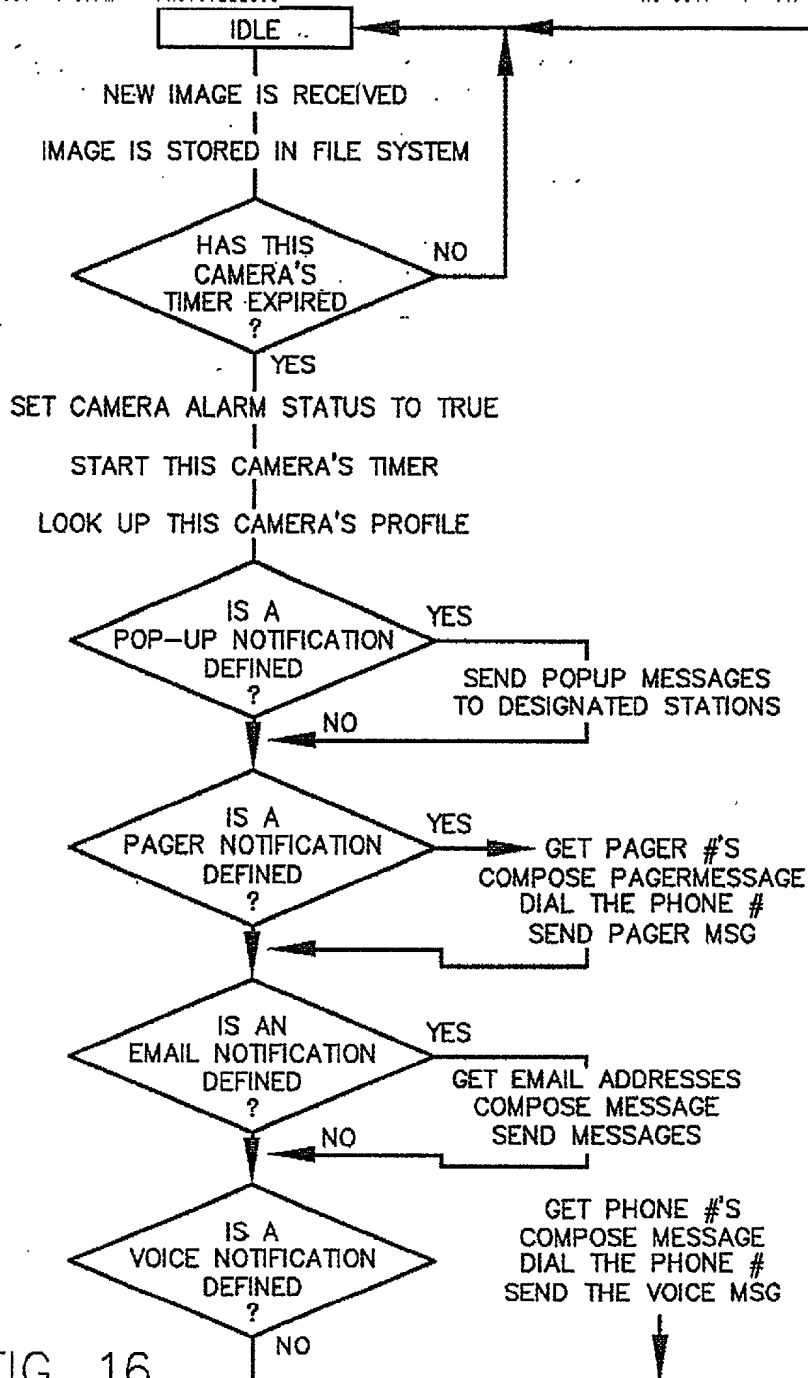 IDLE
NEW IMAGE IS RECEIVED
IMAGE IS STORED IN FILE SYSTEM
HAS THIS
CAMERA'S
TIMER EXPIRED
?
NO
YES
SET CAMERA ALARM STATUS TO TRUE
START THIS CAMERA'S TIMER
LOOK UP THIS CAMERA'S PROFILE
IS A
POP-UP NOTIFICATION
DEFINED
?
YES
SEND POPUP MESSAGES
TO DESIGNATED STATIONS
NO
IS A
PAGER NOTIFICATION
DEFINED
?
YES
GET PAGER #'S
COMPOSE PAGERMESSAGE
DIAL THE PHONE #
SEND PAGER MSG
IS AN
EMAIL NOTIFICATION
DEFINED
?
YES
GET EMAIL ADDRESSES
COMPOSE MESSAGE
SEND MESSAGES
NO
IS A
VOICE NOTIFICATION
DEFINED
?
GET PHONE #'S
COMPOSE MESSAGE
DIAL THE PHONE #
SEND THE VOICE MSG
NO
FIG. 16